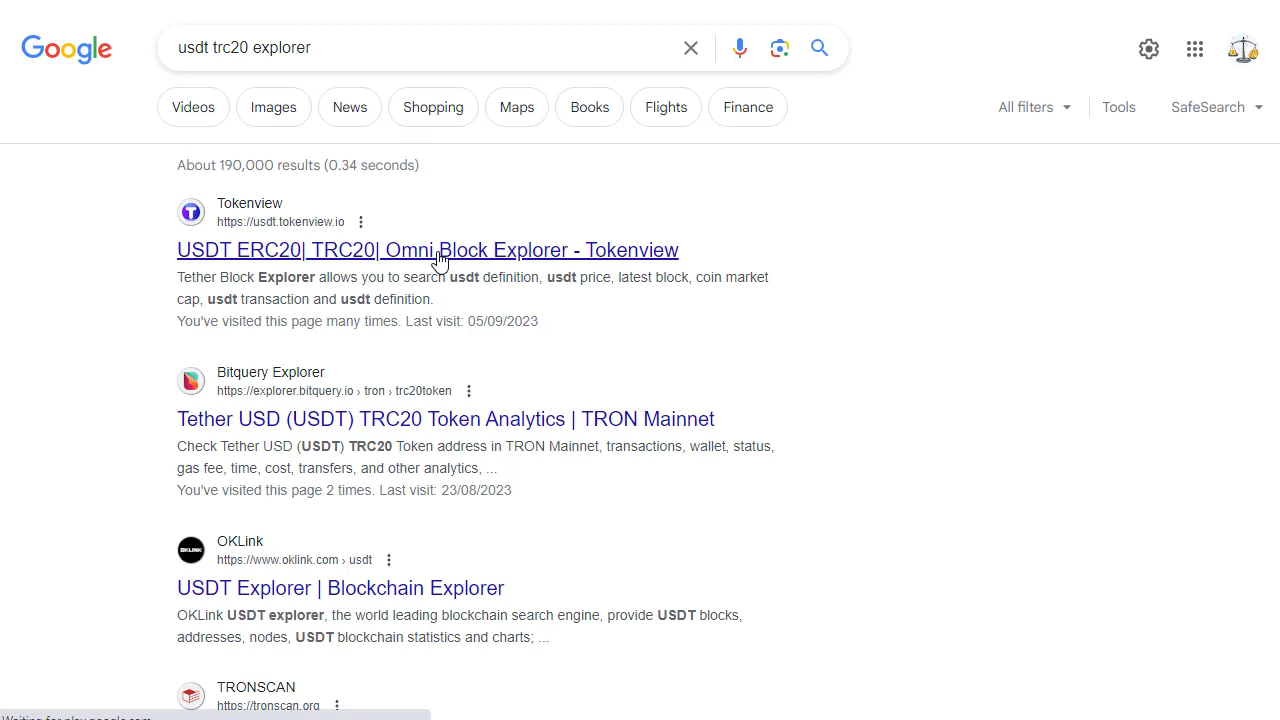 Google
usdt trc20 explorer
Videos
Images
News
Shopping
Maps
Books
Flights
Finance
All filters
Tools
SafeSearch
About 190,000 results (0.34 seconds)
Tokenview
https://usdt.tokenview.io
USDT ERC20| TRC20| Omni Block Explorer - Tokenview
Tether Block Explorer allows you to search usdt definition, usdt price, latest block, coin market
cap, usdt transaction and usdt definition.
You've visited this page many times. Last visit: 05/09/2023
Bitquery Explorer
https://explorer.bitquery.io › tron › trc20token
Tether USD (USDT) TRC20 Token Analytics | TRON Mainnet
Check Tether USD (USDT) TRC20 Token address in TRON Mainnet, transactions, wallet, status,
gas fee, time, cost, transfers, and other analytics, ...
You've visited this page 2 times. Last visit: 23/08/2023
OKLINK
OKLink
https://www.oklink.com › usdt
USDT Explorer | Blockchain Explorer
OKLink USDT explorer, the world leading blockchain search engine, provide USDT blocks,
addresses, nodes, USDT blockchain statistics and charts; ...
TRONSCAN
https://tronscan.org
Waiting for play.google.com